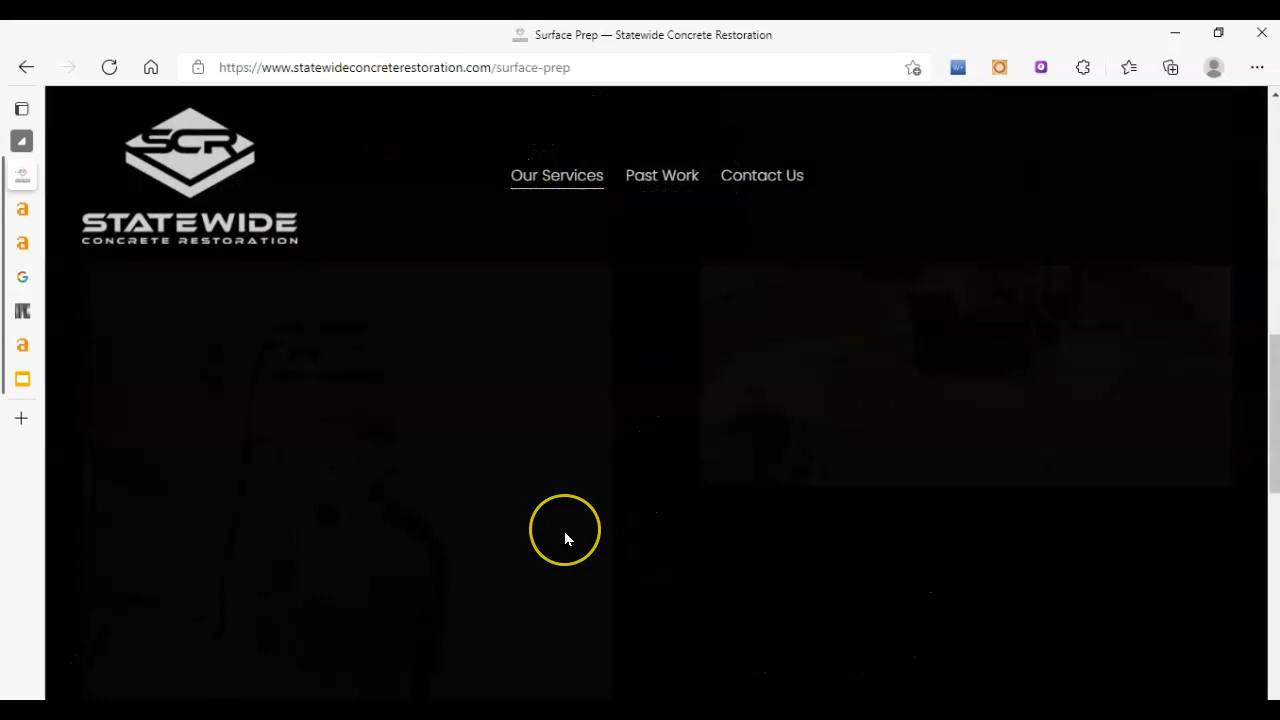 Surface Prep — Statewide Concrete Restoration
https://www.statewideconcreterestoration.com/surface-prep
SCR
STATEWIDE
CONCRETE RESTORATION
Our Services
Past Work
Contact Us